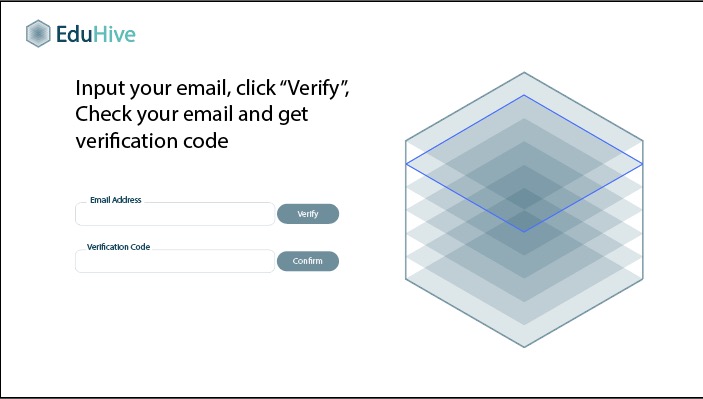 EduHive
Input your email, click “Verify”,
Check your email and get
verification code
Email Address
Verify
Verification Code
Confirm